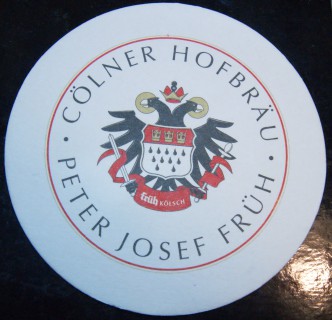 CÖLNER HOFBRÄU
PETER JOSEF FRÜH
früh KÖLSCH